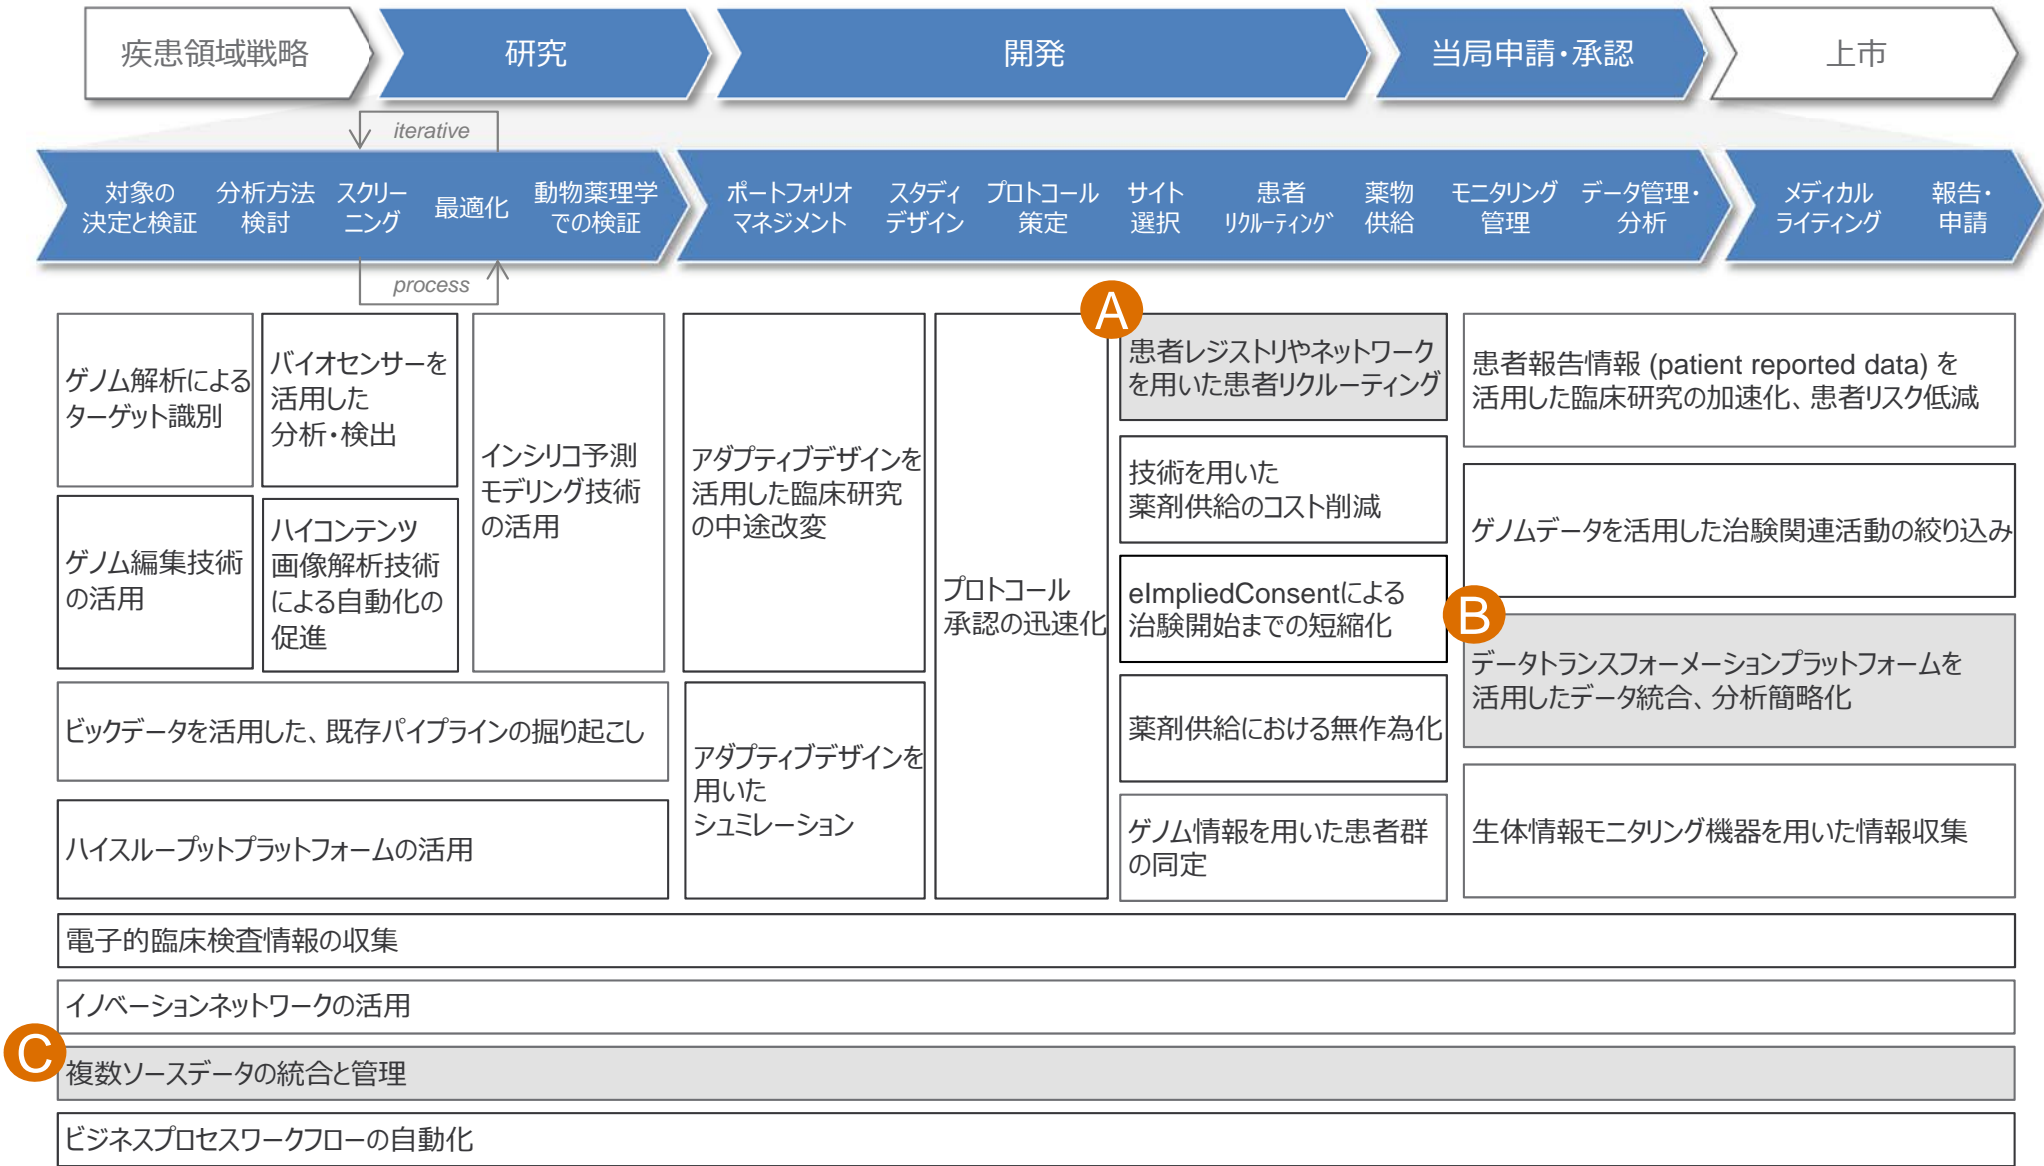 疾患領域戦略
研究
開発
当局申請・承認
上市
iterative
対象の
決定と検証
分析方法
検討
スクリー
ニング
最適化
動物薬理学
での検証
ポートフォリオ
マネジメント
スタディ
デザイン
プロトコール
策定
サイト
選択
患者
リクルーティング
薬物
供給
モニタリング
管理
データ管理・
分析
メディカル
ライティング
報告・
申請
process
ゲノム解析による
ターゲット識別
バイオセンサーを
活用した
分析・検出
ゲノム編集技術
の活用
ハイコンテンツ
画像解析技術
による自動化の
促進
インシリコ予測
モデリング技術
の活用
ビックデータを活用した、既存パイプラインの掘り起こし
ハイスループットプラットフォームの活用
アダプティブデザインを
活用した臨床研究
の中途改変
アダプティブデザインを
用いた
シュミレーション
プロトコール
承認の迅速化
A
患者レジストリやネットワーク
を用いた患者リクルーティング
技術を用いた
薬剤供給のコスト削減
eImpliedConsentによる
治験開始までの短縮化
薬剤供給における無作為化
ゲノム情報を用いた患者群
の同定
患者報告情報 (patient reported data) を
活用した臨床研究の加速化、患者リスク低減
ゲノムデータを活用した治験関連活動の絞り込み
B
データトランスフォーメーションプラットフォームを
活用したデータ統合、分析簡略化
生体情報モニタリング機器を用いた情報収集
電子的臨床検査情報の収集
イノベーションネットワークの活用
C
複数ソースデータの統合と管理
ビジネスプロセスワークフローの自動化